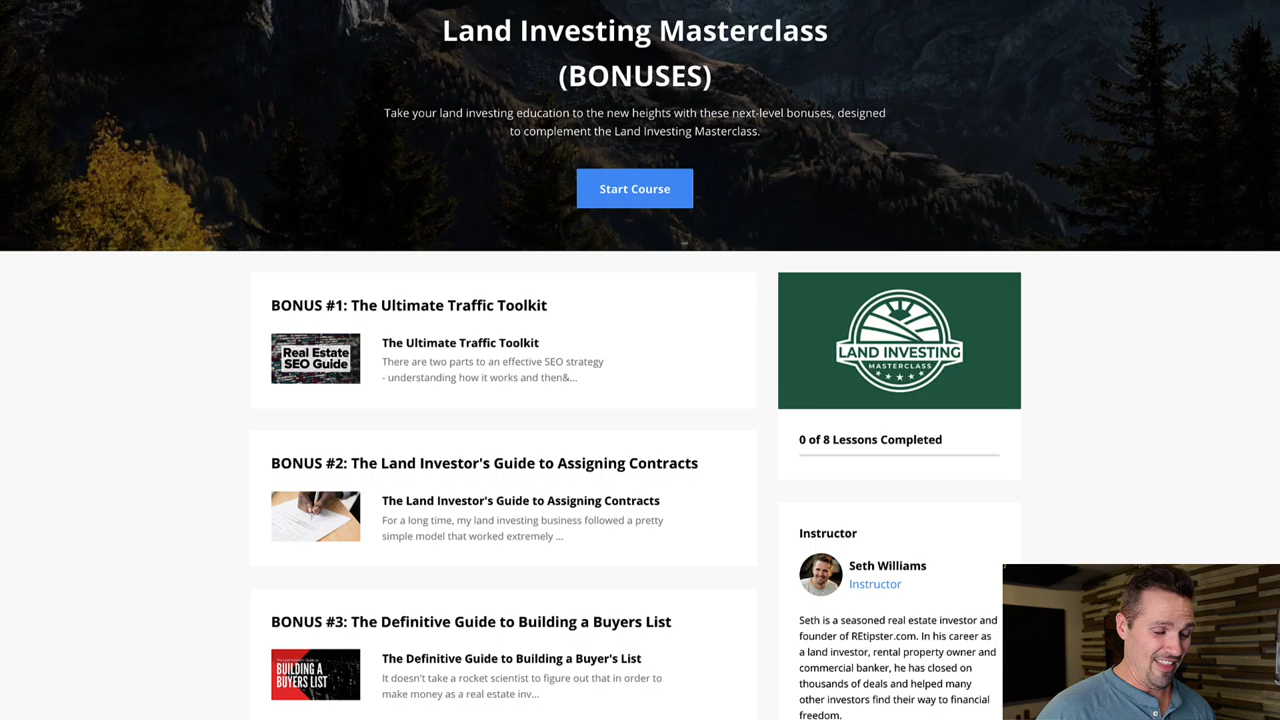 Land Investing Masterclass
(BONUSES)
Take your land investing education to the new heights with these next-level bonuses, designed
to complement the Land Investing Masterclass.
Start Course
BONUS #1: The Ultimate Traffic Toolkit
Real Estate
SEO Guide
The Ultimate Traffic Toolkit
There are two parts to an effective SEO strategy
- understanding how it works and then&...
BONUS #2: The Land Investor's Guide to Assigning Contracts
The Land Investor's Guide to Assigning Contracts
For a long time, my land investing business followed a pretty
simple model that worked extremely ...
BONUS #3: The Definitive Guide to Building a Buyers List
BUILDING A
BUYERS LIST
The Definitive Guide to Building a Buyer's List
It doesn't take a rocket scientist to figure out that in order to
make money as a real estate inv...
LAND INVESTING
MASTERCLASS
0 of 8 Lessons Completed
Instructor
Seth Williams
Instructor
Seth is a seasoned real estate investor and
founder of REtipster.com. In his career as
a land investor, rental property owner and
commercial banker, he has closed on
thousands of deals and helped many
other investors find their way to financial
freedom.